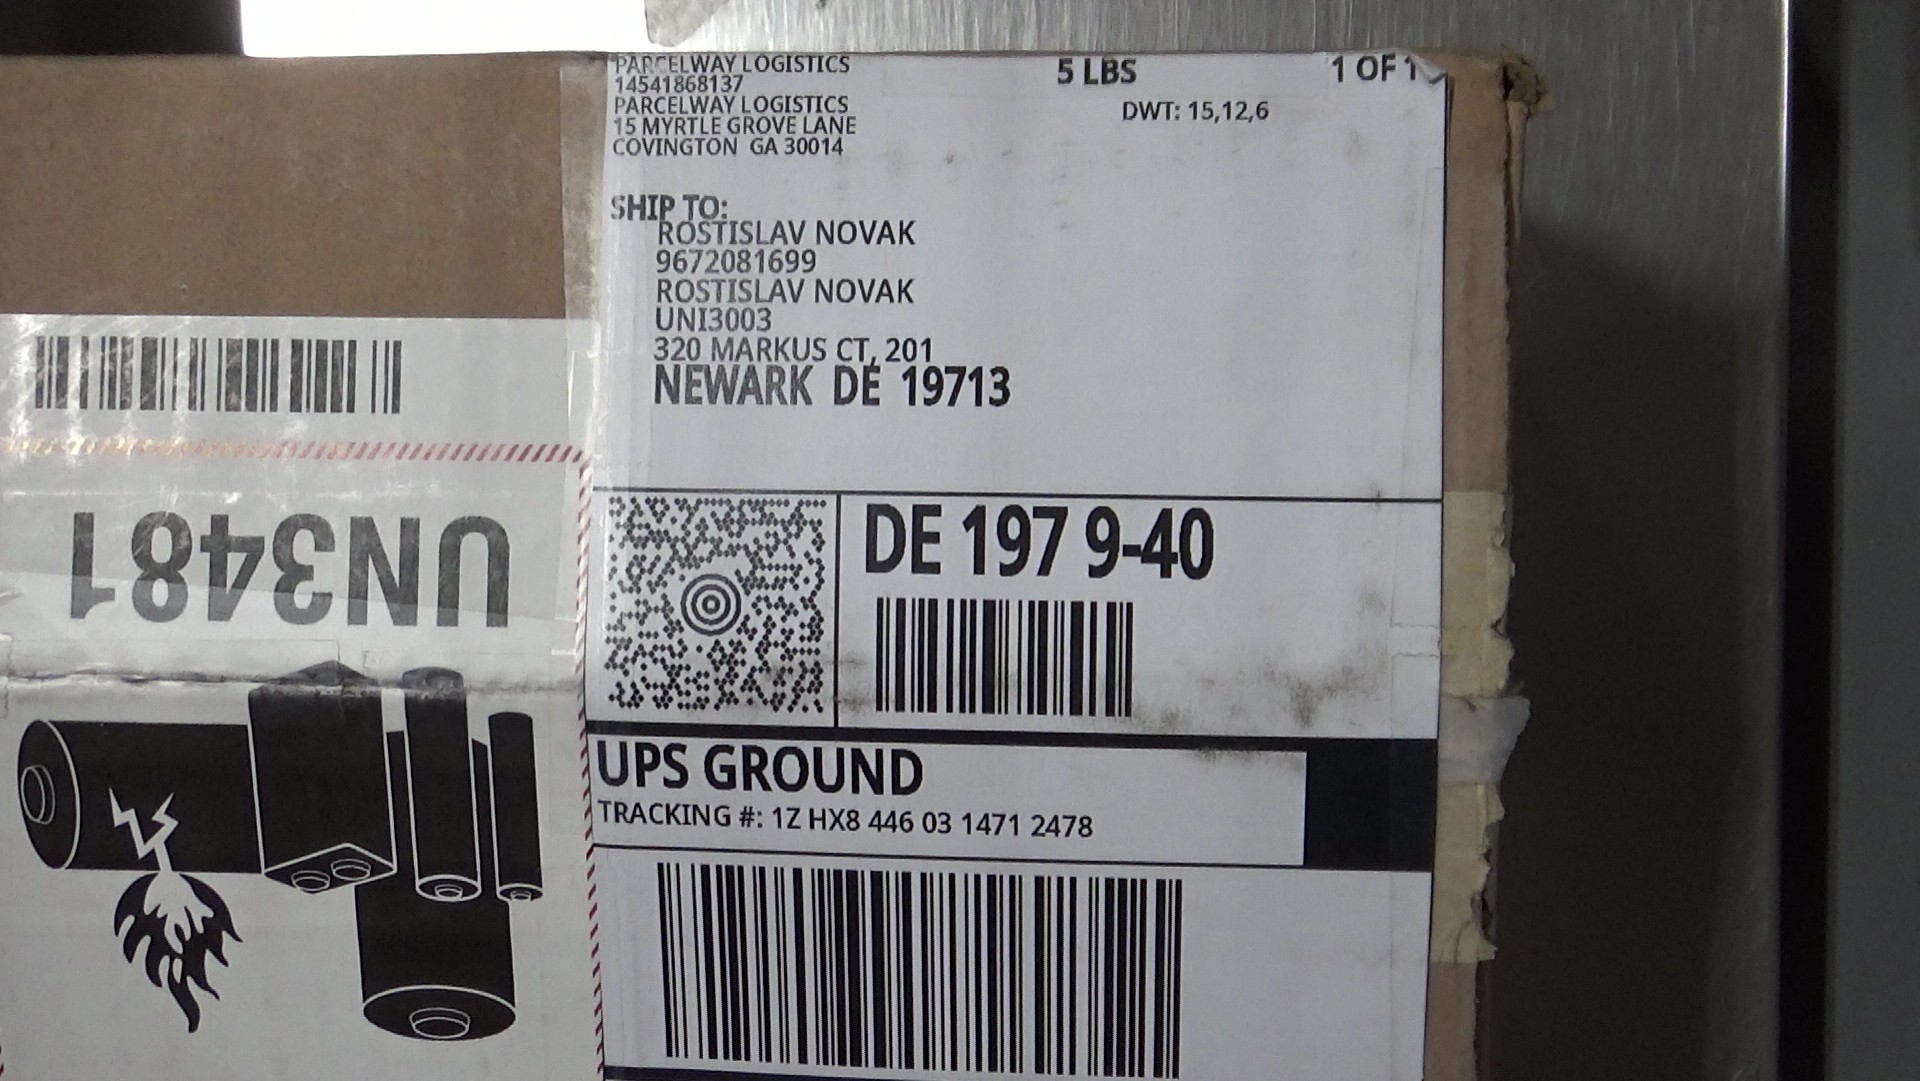 PARCELWAY LOGISTICS
14541868137
PARCELWAY LOGISTICS
15 MYRTLE GROVE LANE
COVINGTON GA 30014
5 LBS
1 OF 1
DWT: 15,12,6
SHIP TO:
ROSTISLAV NOVAK
9672081699
ROSTISLAV NOVAK
UNI3003
320 MARKUS CT, 201
NEWARK DE 19713
DE 197 9-40
UPS GROUND
TRACKING #: 1Z HX8 446 03 1471 2478
UN3481